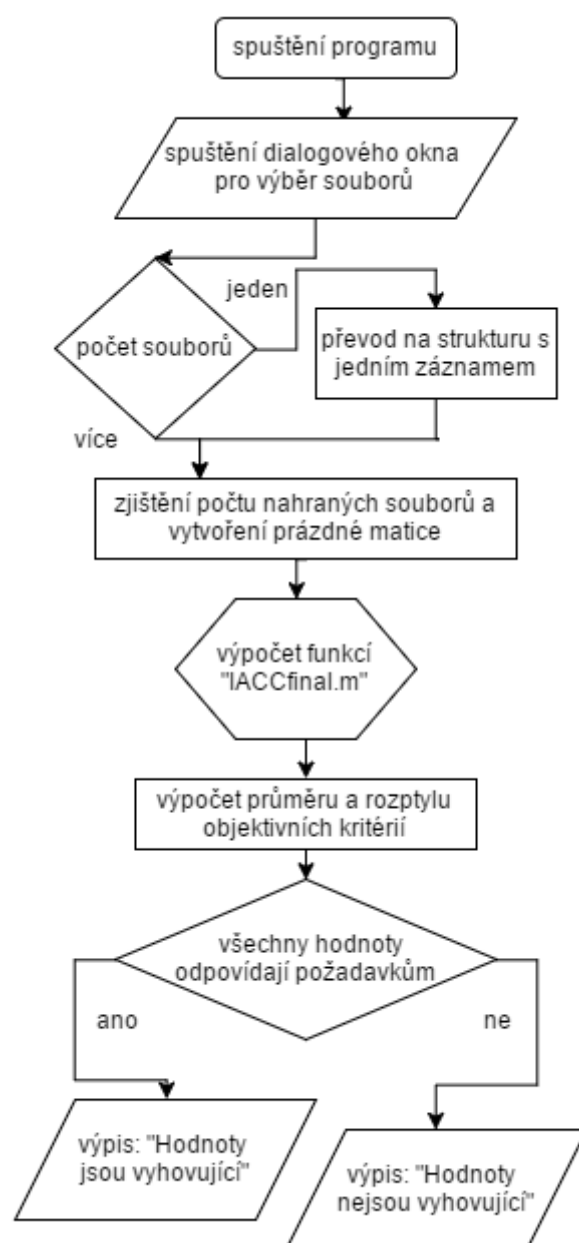 spuštění programu
spuštění dialogového okna
pro výběr souborů
jeden
počet souborů
převod na strukturu s
jedním záznamem
více
zjištění počtu nahraných souborů a
vytvoření prázdné matice
výpočet funkcí
"IACCfinal.m"
výpočet průměru a rozptylu
objektivních kritérií
všechny hodnoty
odpovídají požadavkům
ano
ne
výpis: "Hodnoty
jsou vyhovující"
výpis: "Hodnoty
nejsou vyhovující"